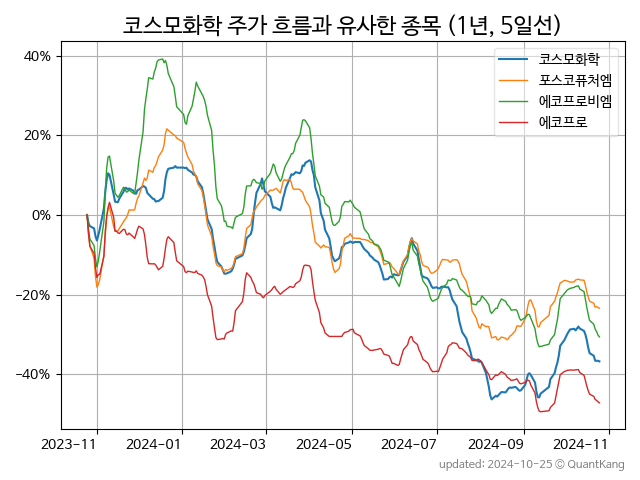 코스모화학 주가 흐름과 유사한 종목 (1년, 5일선)
코스모화학
포스코퓨처엠
에코프로비엠
에코프로
40%
20%
0%
−20%
−40%
2023-11 2024-01 2024-03 2024-05 2024-07 2024-09 2024-11
updated: 2024-10-25 © QuantKang